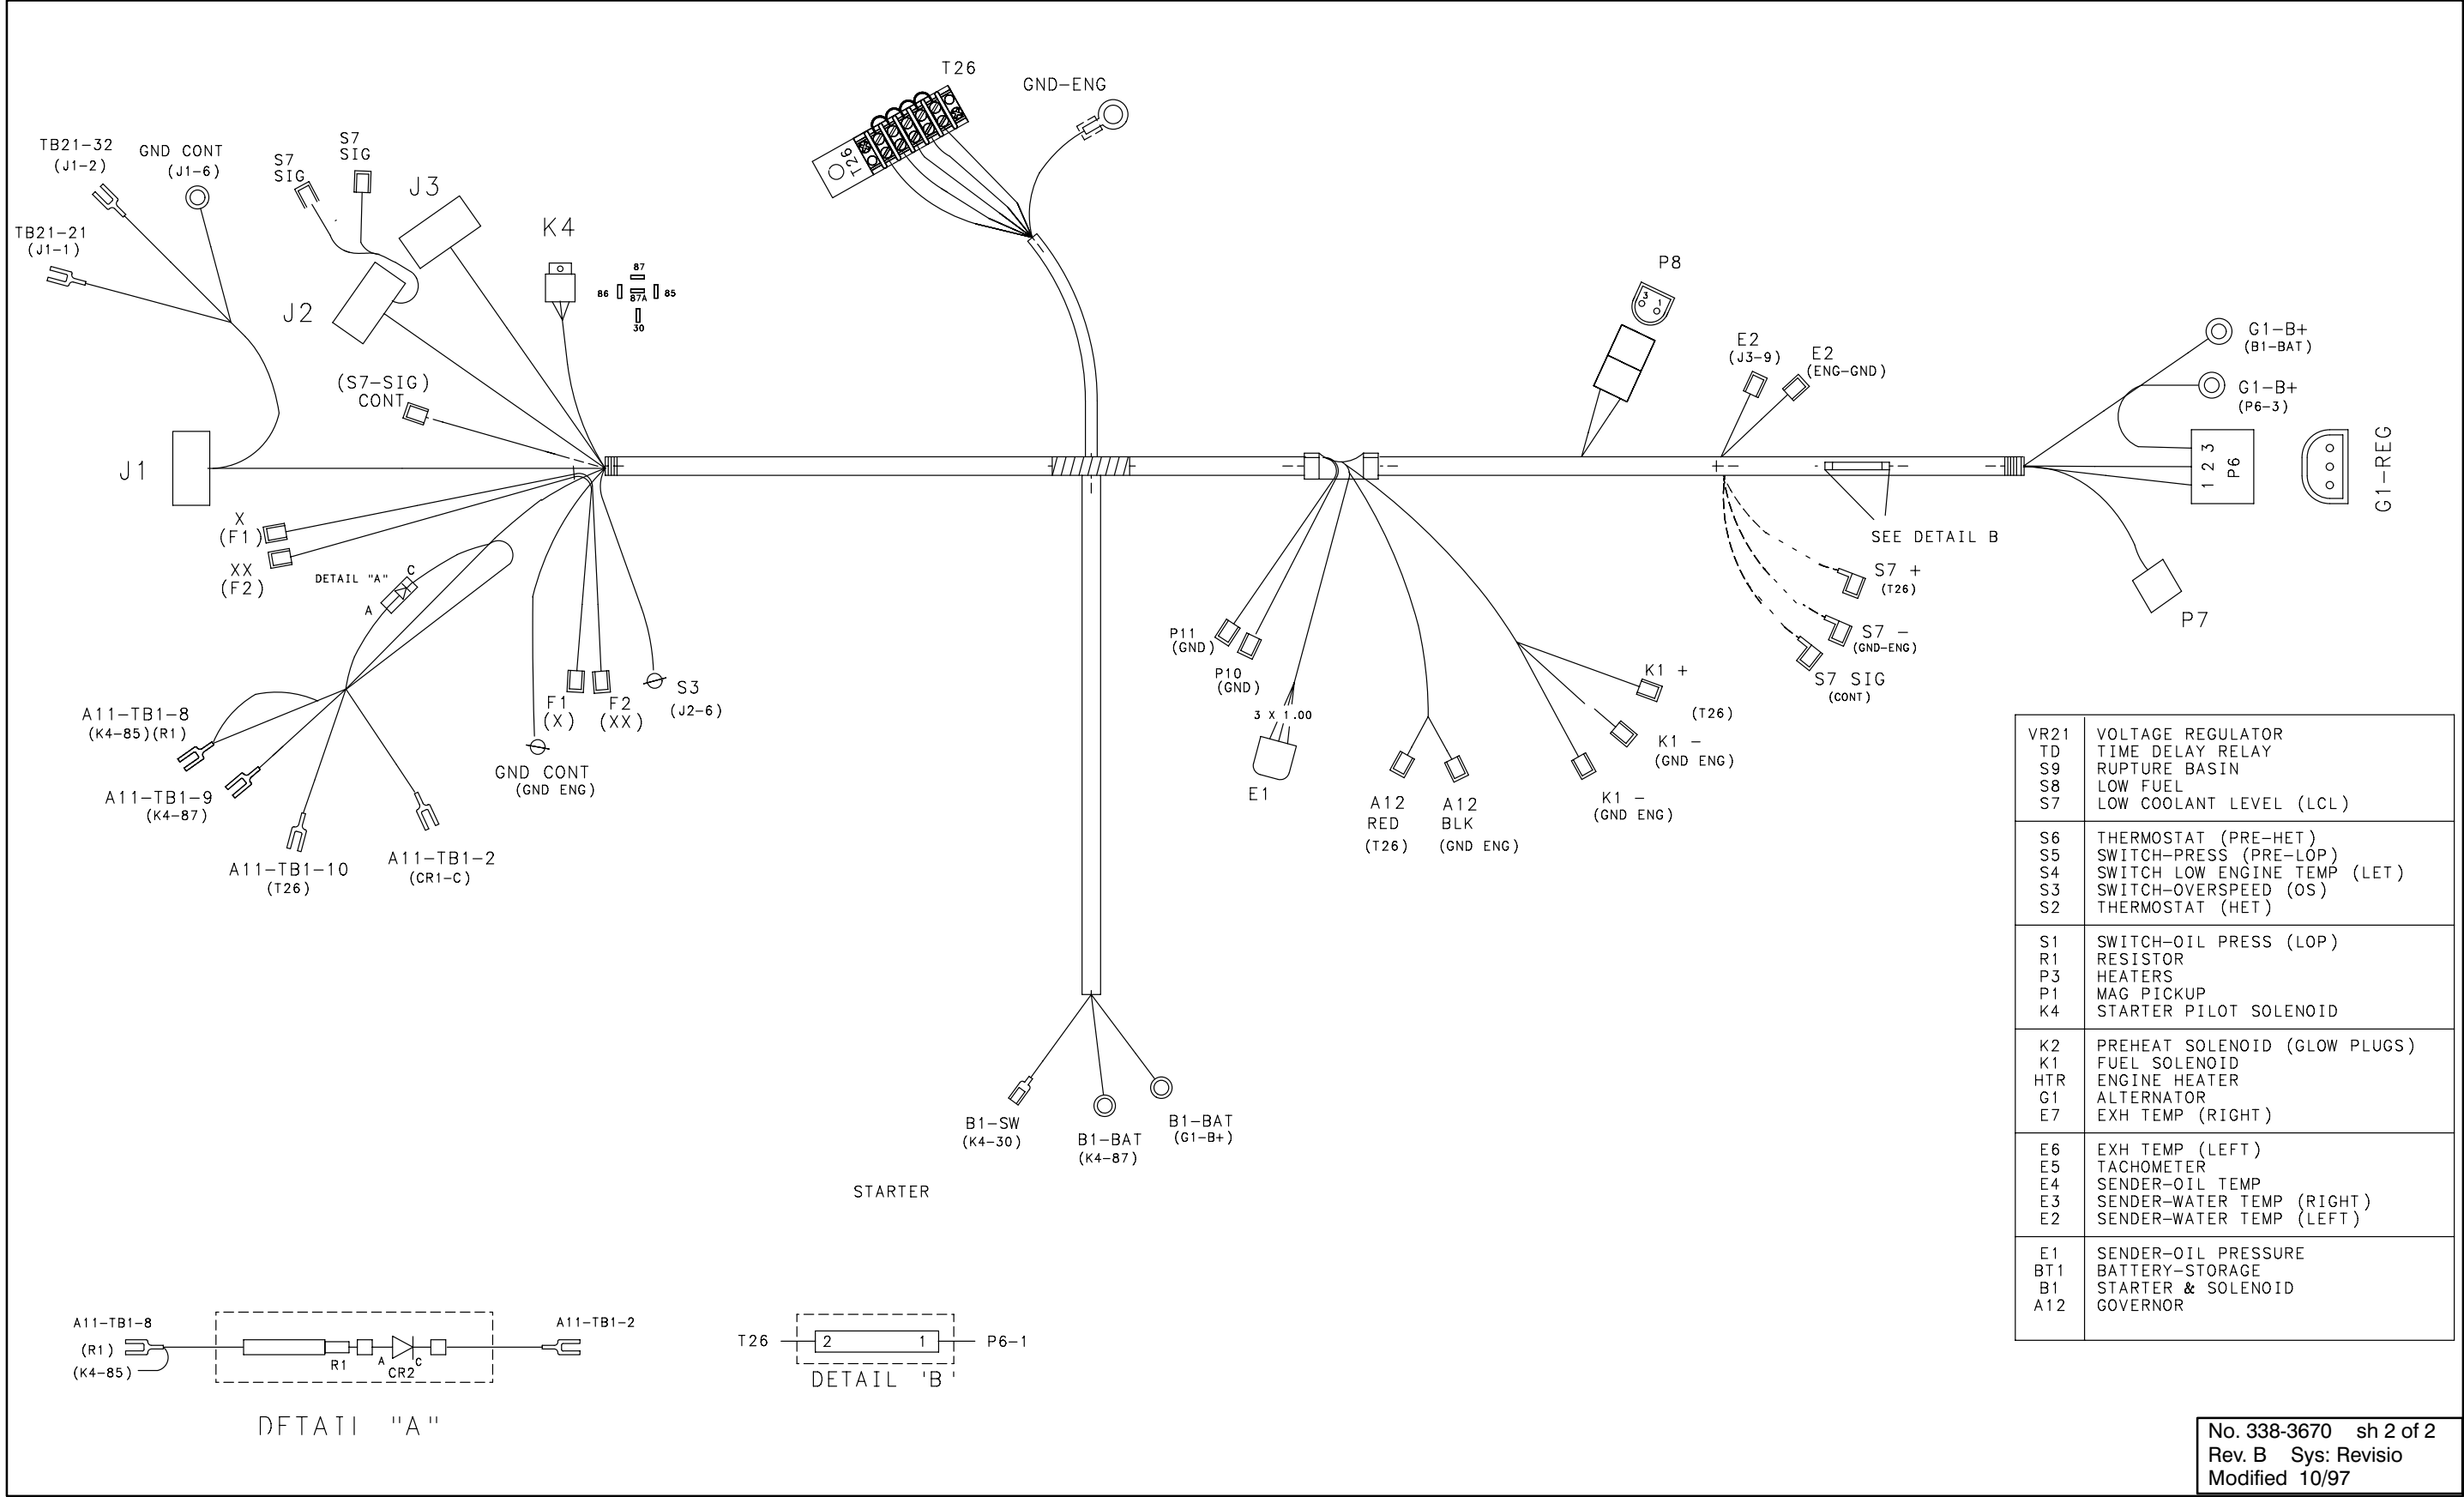 T26
GND-ENG
T26
TB21-32
(J1-2)
GND CONT
(J1-6)
S7
SIG
S7
SIG
J3
TB21-21
(J1-1)
K4
87
86
87A
85
30
J2
(S7-SIG)
CONT
J1
X
(F1)
XX
(F2)
DETAIL "A"
C
A
A11-TB1-8
(K4-85)(R1)
A11-TB1-9
(K4-87)
A11-TB1-10
(T26)
A11-TB1-2
(CR1-C)
GND CONT
(GND ENG)
F1
(X)
F2
(XX)
S3
(J2-6)
P8
3 1
E2
(J3-9)
E2
(ENG-GND)
G1-B+
(B1-BAT)
G1-B+
(P6-3)
1 2 3
P6
G1-REG
SEE DETAIL B
S7 +
(T26)
S7 -
(GND-ENG)
S7 SIG
(CONT)
P7
P11
(GND)
P10
(GND)
3 X 1.00
E1
A12
RED
(T26)
A12
BLK
(GND ENG)
K1 +
(T26)
K1 -
(GND ENG)
K1 -
(GND ENG)
B1-SW
(K4-30)
B1-BAT
(K4-87)
B1-BAT
(G1-B+)
STARTER
VR21 VOLTAGE REGULATOR
TD TIME DELAY RELAY
S9 RUPTURE BASIN
S8 LOW FUEL
S7 LOW COOLANT LEVEL (LCL)
S6 THERMOSTAT (PRE-HET)
S5 SWITCH-PRESS (PRE-LOP)
S4 SWITCH LOW ENGINE TEMP (LET)
S3 SWITCH-OVERSPEED (OS)
S2 THERMOSTAT (HET)
S1 SWITCH-OIL PRESS (LOP)
R1 RESISTOR
P3 HEATERS
P1 MAG PICKUP
K4 STARTER PILOT SOLENOID
K2 PREHEAT SOLENOID (GLOW PLUGS)
K1 FUEL SOLENOID
HTR ENGINE HEATER
G1 ALTERNATOR
E7 EXH TEMP (RIGHT)
E6 EXH TEMP (LEFT)
E5 TACHOMETER
E4 SENDER-OIL TEMP
E3 SENDER-WATER TEMP (RIGHT)
E2 SENDER-WATER TEMP (LEFT)
E1 SENDER-OIL PRESSURE
BT1 BATTERY-STORAGE
B1 STARTER & SOLENOID
A12 GOVERNOR
A11-TB1-8
(R1)
(K4-85)
R1
A
C
CR2
A11-TB1-2
DETAIL "A"
T26
2 1
P6-1
DETAIL 'B'
No. 338-3670 sh 2 of 2
Rev. B Sys: Revisio
Modified 10/97